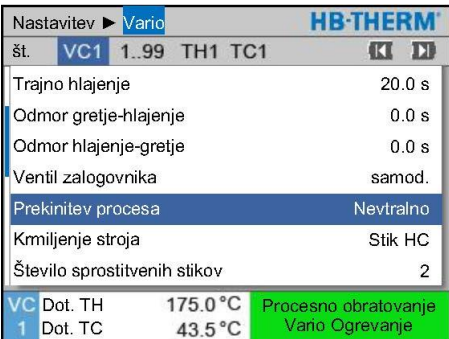 Nastavitev ► Vario HB-THERM®
št. VC1 1..99 TH1 TC1
Trajno hlajenje 20.0 s
Odmor gretje-hlajenje 0.0 s
Odmor hlajenje-gretje 0.0 s
Ventil zalogovnika samod.
Prekinitev procesa Nevtralno
Krmiljenje stroja Stik HC
Število sprostitvenih stikov 2
VC Dot. TH 175.0 °C Procesno obratovanje
1 Dot. TC 43.5 °C Vario Ogrevanje